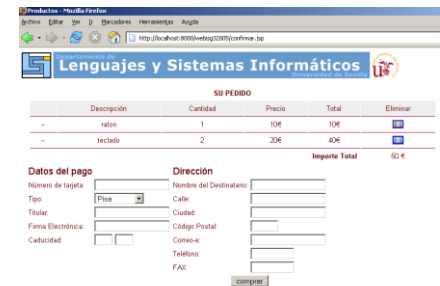 Productos - Mozilla Firefox
Archivo Editar Ver Ir Marcadores Herramientas Ayuda
http://localhost:8080/webisg32005/confirmar.jsp
Departamento de
Lenguajes y Sistemas Informáticos
Universidad de Sevilla
SU PEDIDO
Descripción Cantidad Precio Total Eliminar
-- raton 1 10€ 10€
-- teclado 2 20€ 40€
Importe Total 50 €
Datos del pago Dirección
Número de tarjeta: Nombre del Destinatario:
Tipo: Pisa Calle:
Titular: Ciudad:
Firma Electrónica: Código Postal:
Caducidad: Correo-e:
Teléfono:
FAX:
comprar